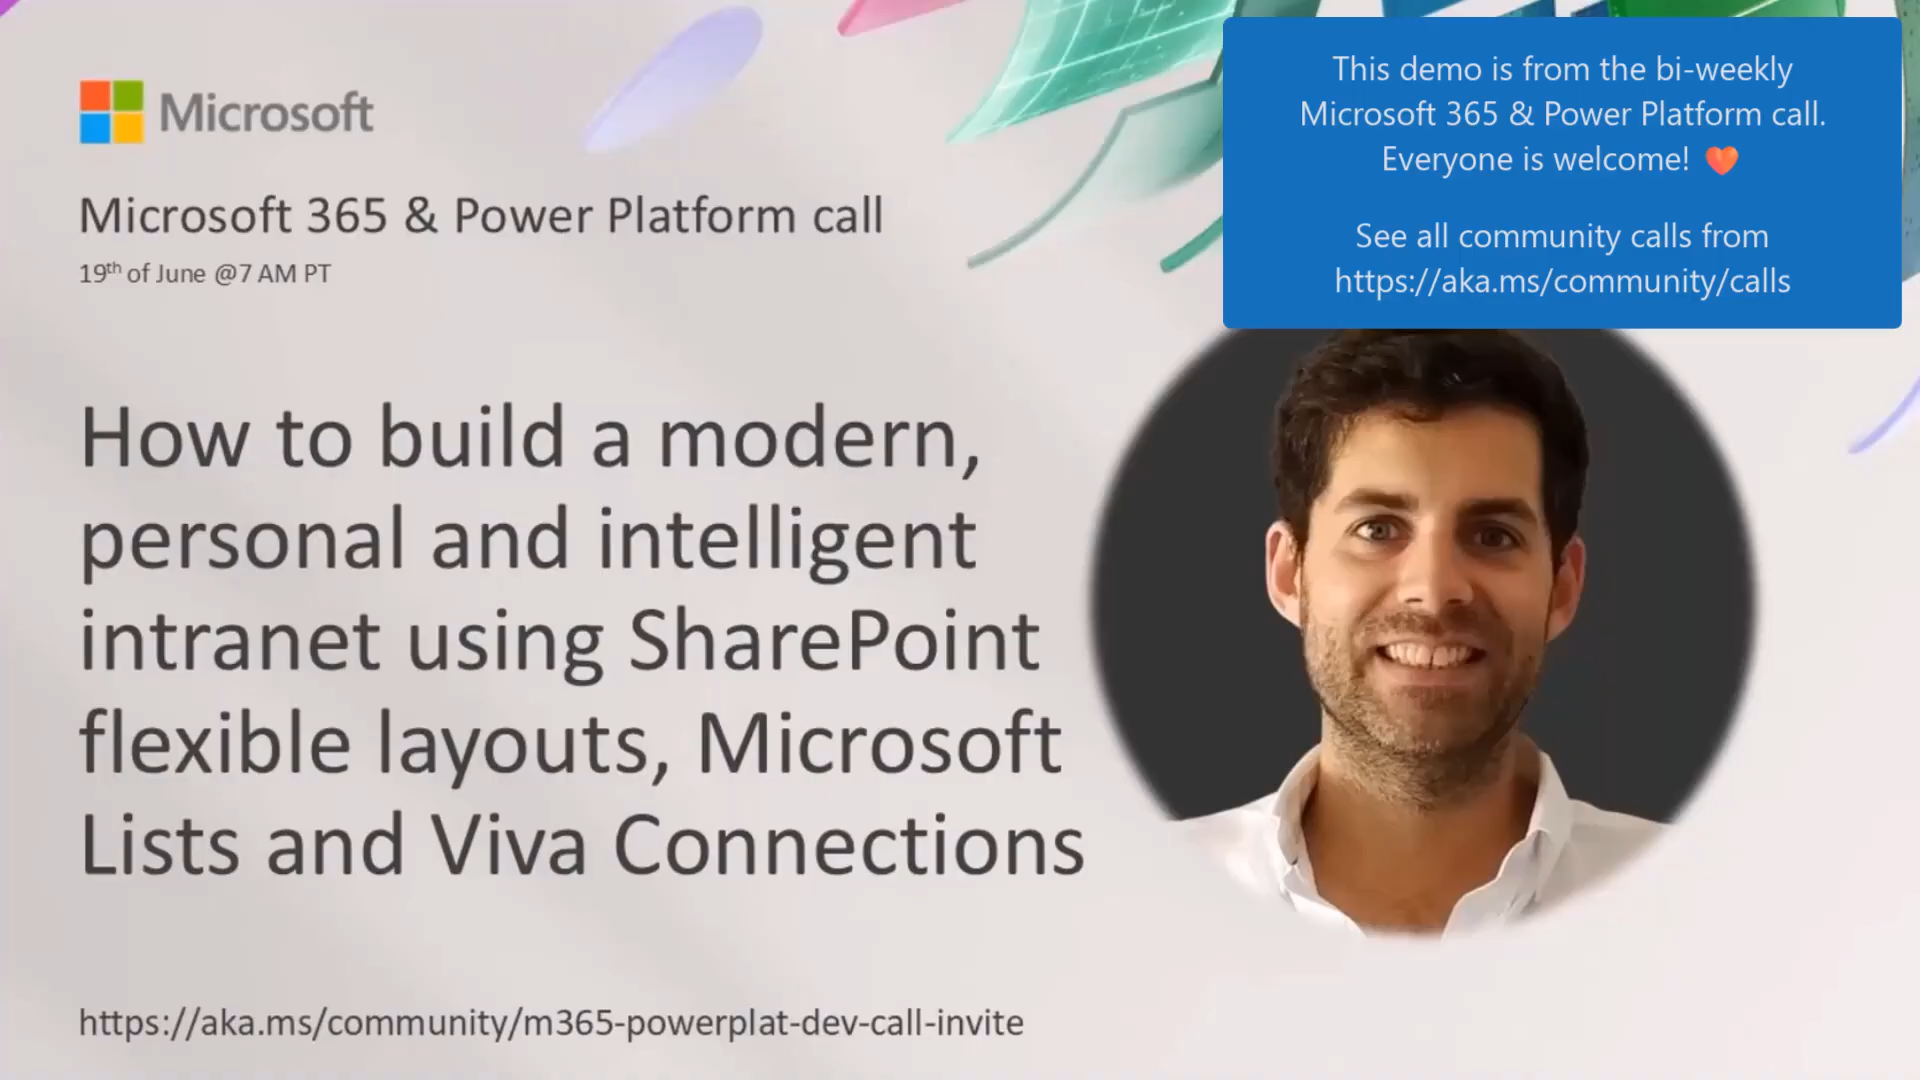 Microsoft
Microsoft 365 & Power Platform call
19th of June @7 AM PT
How to build a modern,
personal and intelligent
intranet using SharePoint
flexible layouts, Microsoft
Lists and Viva Connections
https://aka.ms/community/m365-powerplat-dev-call-invite
This demo is from the bi-weekly
Microsoft 365 & Power Platform call.
Everyone is welcome! 🧡
See all community calls from
https://aka.ms/community/calls